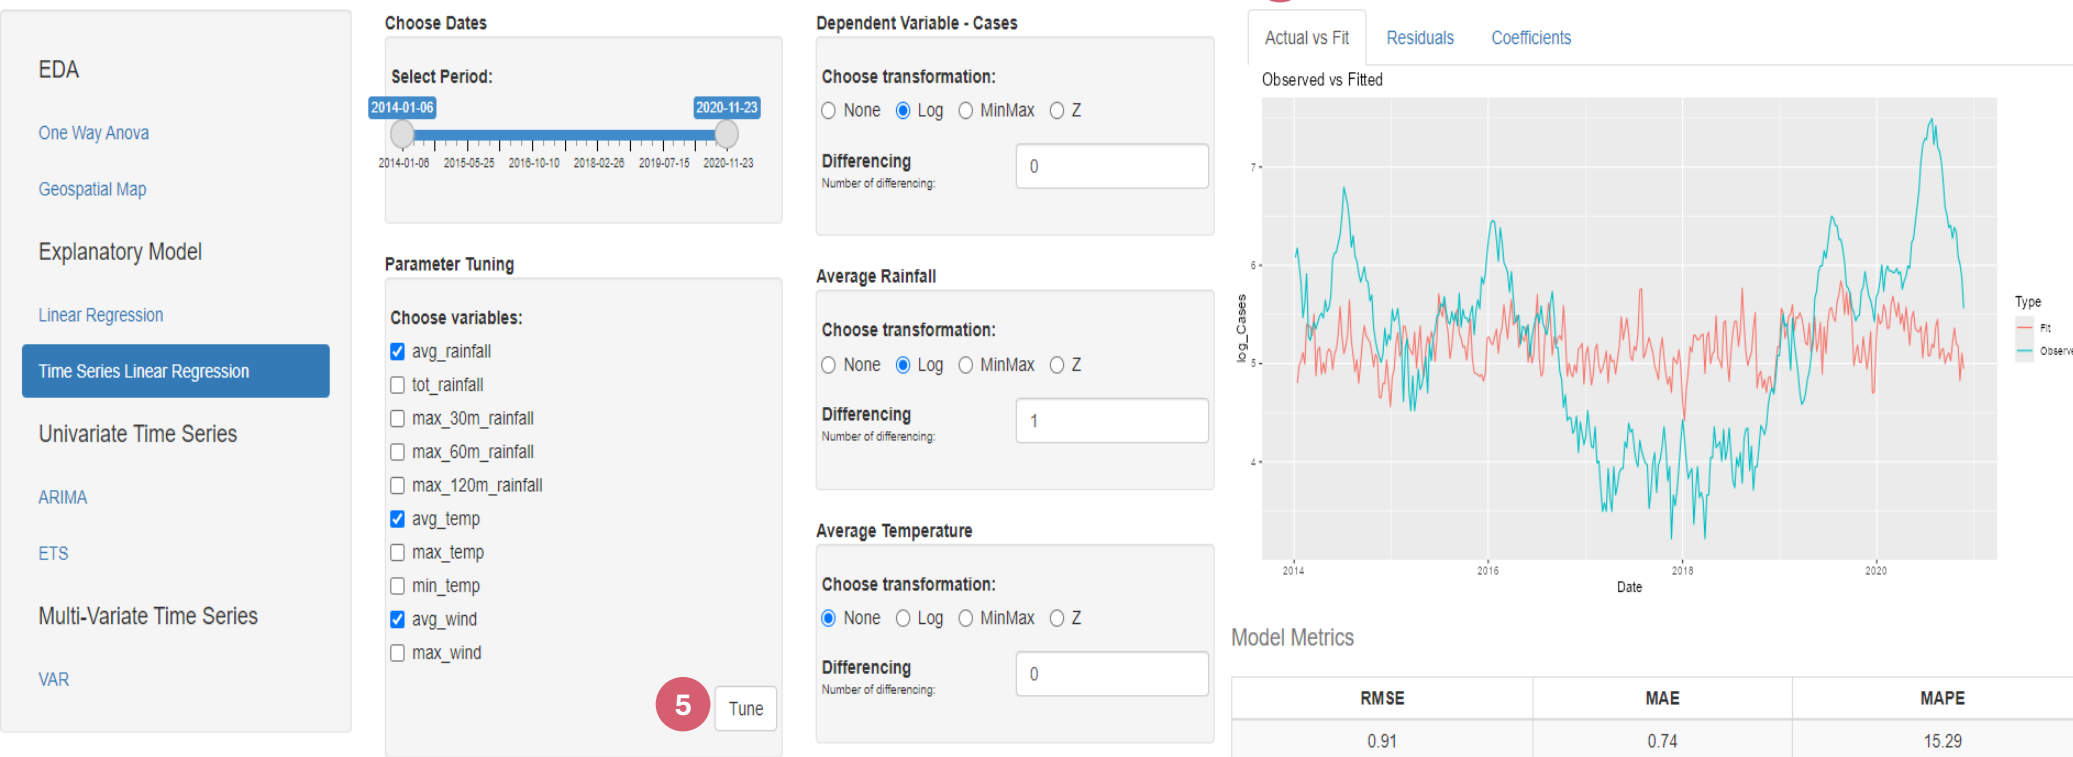 EDA
One Way Anova
Geospatial Map
Explanatory Model
Linear Regression
Time Series Linear Regression
Univariate Time Series
ARIMA
ETS
Multi-Variate Time Series
VAR
Choose Dates
Select Period:
2014-01-06 2020-11-23
2014-01-06 2015-05-25 2016-10-10 2018-02-26 2019-07-15 2020-11-23
Parameter Tuning
Choose variables:
avg_rainfall
tot_rainfall
max_30m_rainfall
max_60m_rainfall
max_120m_rainfall
avg_temp
max_temp
min_temp
avg_wind
max_wind
5 Tune
Dependent Variable - Cases
Choose transformation:
None Log MinMax Z
Differencing
Number of differencing:
0
Average Rainfall
Choose transformation:
None Log MinMax Z
Differencing
Number of differencing:
1
Average Temperature
Choose transformation:
None Log MinMax Z
Differencing
Number of differencing:
0
Actual vs Fit Residuals Coefficients
Observed vs Fitted
log_Cases
7
6
5
4
2014 2016 2018 2020
Date
Type
Fit
Observe
Model Metrics
RMSE MAE MAPE
0.91 0.74 15.29